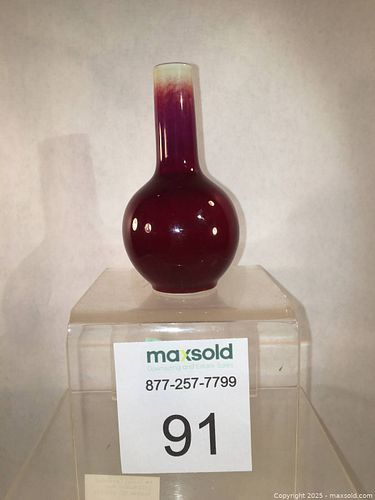 maxsold
Downsizing and Estate Sales
877-257-7799
91
Copyright 2025 - maxsold.com